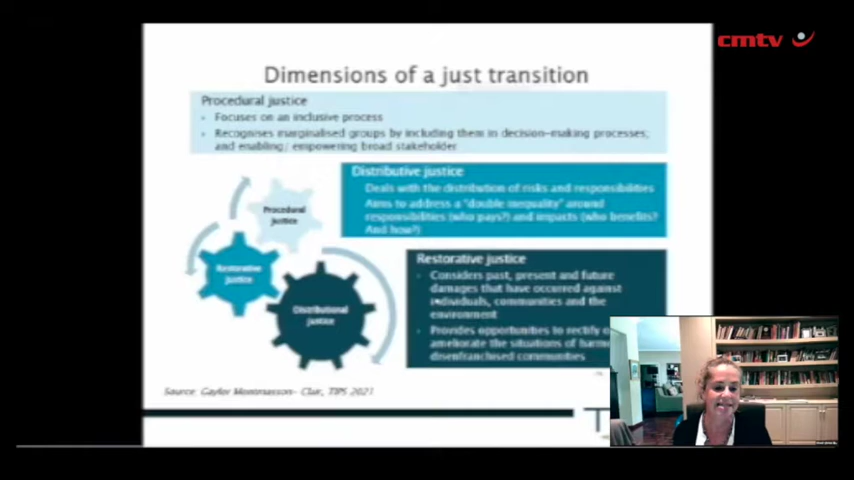 cmtv
Dimensions of a just transition
Procedural justice
Focuses on an inclusive process
Recognises marginalised groups by including them in decision-making processes,
and enabling/ empowering broad stakeholder
Distributive justice
Deals with the distribution of risks and responsibilities
Aims to address a "double inequality" around
responsibilities (who pays?) and impacts (who benefits?
And how?)
Procedural
justice
Restorative
justice
Distributional
justice
Restorative justice
Considers past, present and future
damages that have occurred against
individuals, communities and the
environment
Provides opportunities to rectify o
ameliorate the situations of harm
disenfranchised communities
Source: Gaylor Montmasson- Clair, TIPS 2021
T